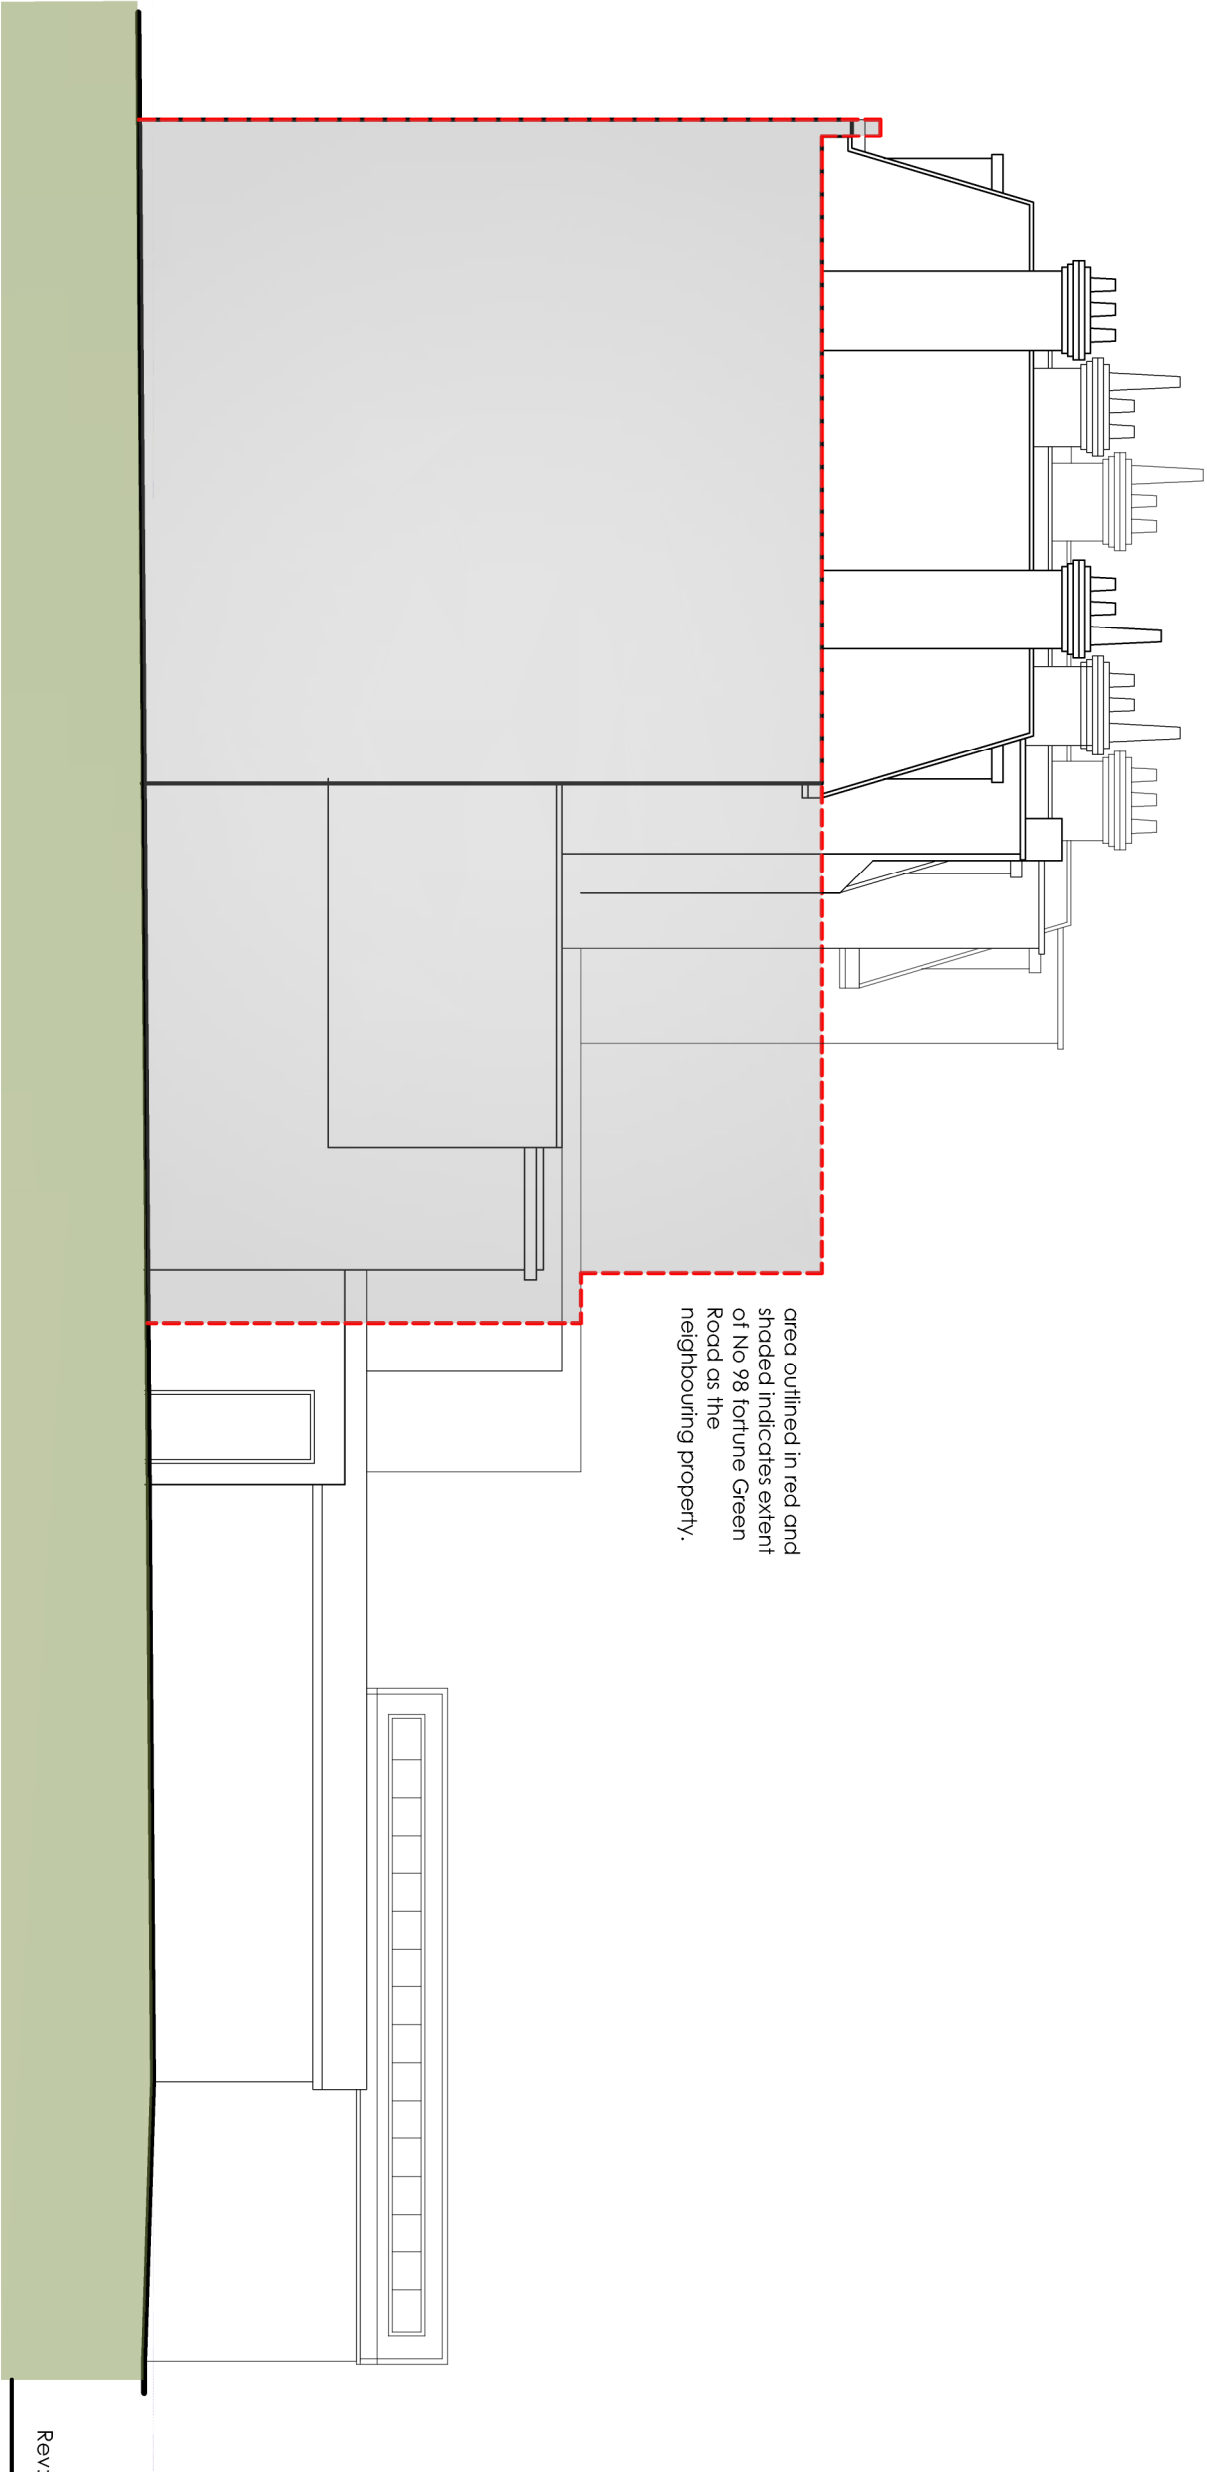 area outlined in red and
shaded indicates extent
of No 98 fortune Green
Road as the
neighbouring property.
Rev: